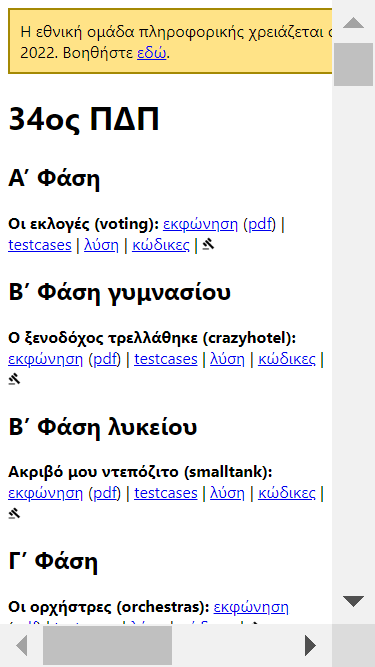 Η εθνική ομάδα πληροφορικής χρειάζεται
2022. Βοηθήστε εδώ.
34ος ΠΔΠ
Α’ Φάση
Οι εκλογές (voting): εκφώνηση (pdf) |
testcases | λύση | κώδικες |
Β’ Φάση γυμνασίου
Ο ξενοδόχος τρελλάθηκε (crazyhotel):
εκφώνηση (pdf) | testcases | λύση | κώδικες |
Β’ Φάση λυκείου
Ακριβό μου ντεπόζιτο (smalltank):
εκφώνηση (pdf) | testcases | λύση | κώδικες |
Γ’ Φάση
Οι ορχήστρες (orchestras): εκφώνηση